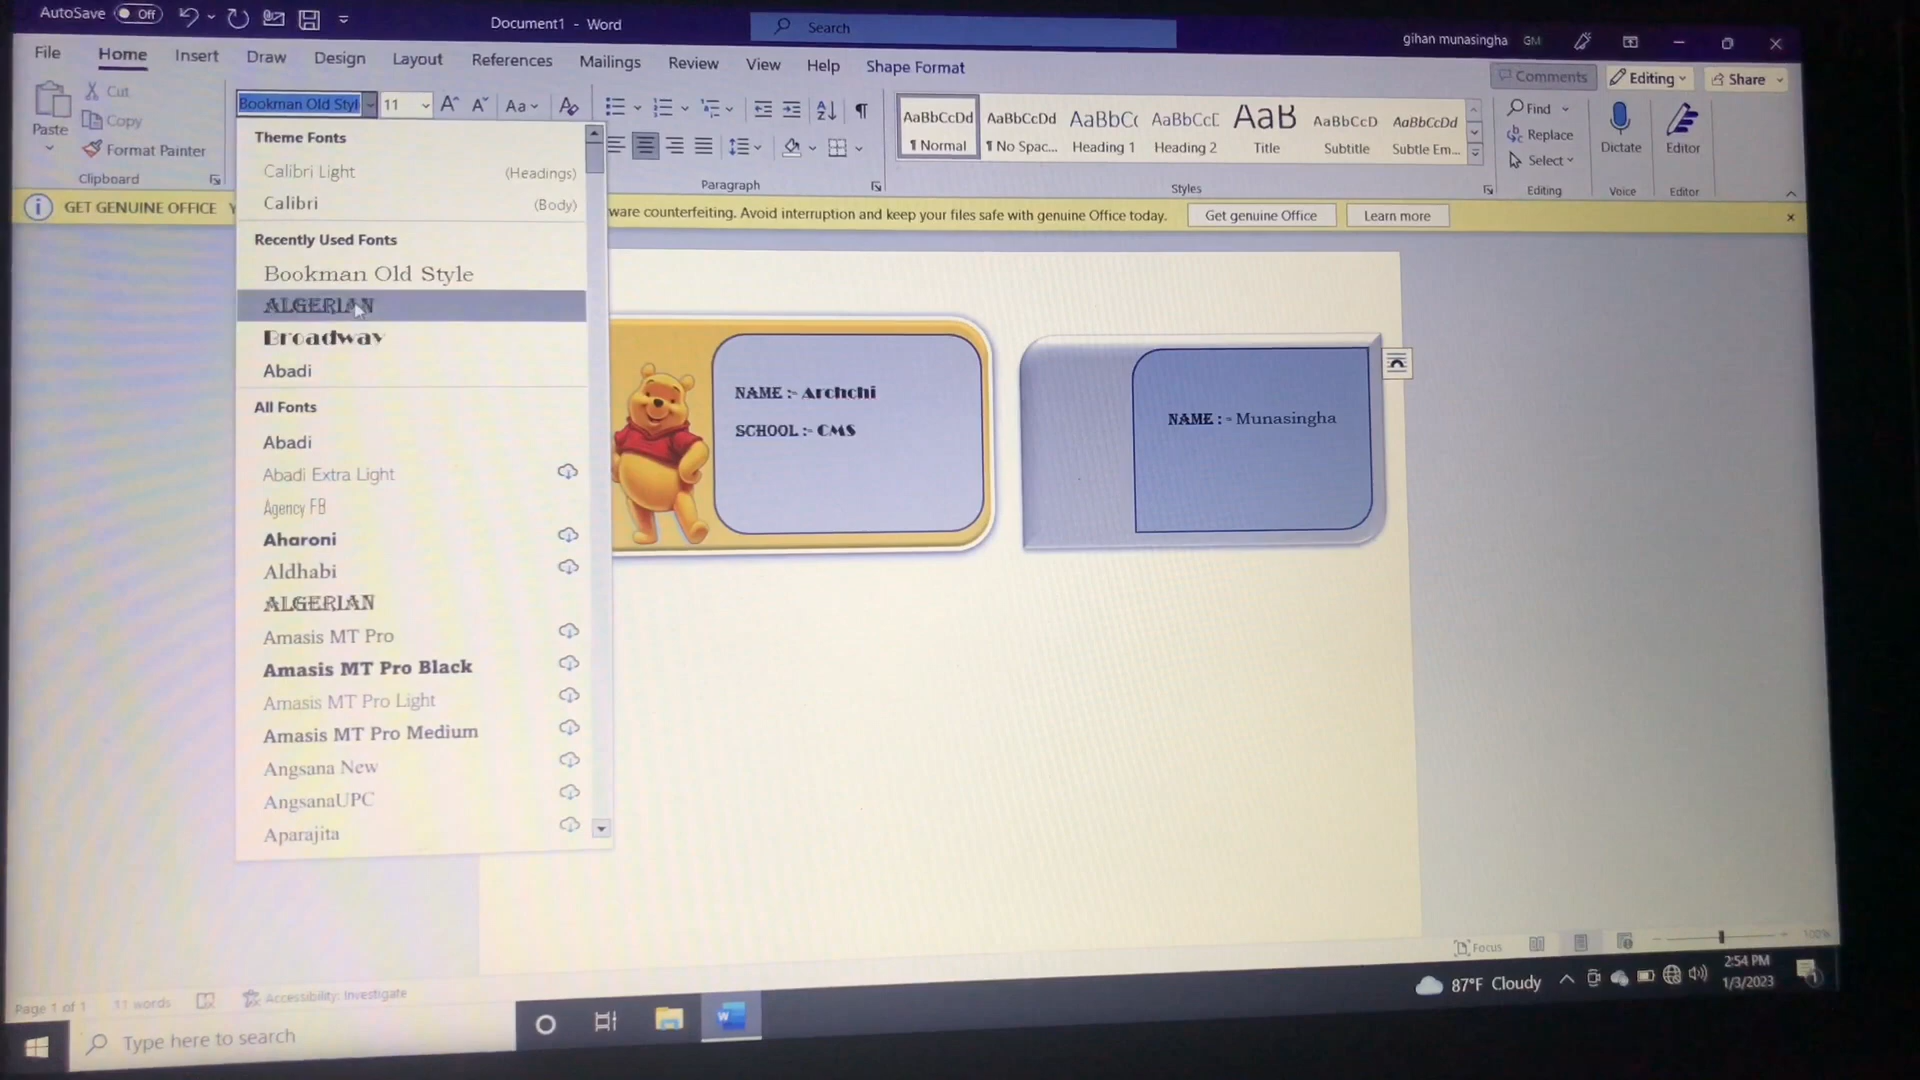 AutoSave Off
Document1 - Word
Search
gihan munasingha GM
File Home Insert Draw Design Layout References Mailings Review View Help Shape Format
Comments Editing Share
Paste
Cut
Copy
Format Painter
Clipboard
Bookman Old Styl 11 Aa
Paragraph
AaBbCcDd AaBbCcDd AaBbC( AaBbCcD AaB AaBbCcD AaBbCcDd
¶ Normal ¶ No Spac... Heading 1 Heading 2 Title Subtitle Subtle Em...
Styles
Find
Replace
Select
Editing
Dictate
Voice
Editor
Editor
GET GENUINE OFFICE
ware counterfeiting. Avoid interruption and keep your files safe with genuine Office today.
Get genuine Office
Learn more
Theme Fonts
Calibri Light (Headings)
Calibri (Body)
Recently Used Fonts
Bookman Old Style
ALGERIAN
Broadway
Abadi
All Fonts
Abadi
Abadi Extra Light
Agency FB
Aharoni
Aldhabi
ALGERIAN
Amasis MT Pro
Amasis MT Pro Black
Amasis MT Pro Light
Amasis MT Pro Medium
Angsana New
AngsanaUPC
Aparajita
NAME :- Archchi
SCHOOL :- CMS
NAME : - Munasingha
Page 1 of 1 11 words Accessibility: Investigate
Focus
100%
Type here to search
87°F Cloudy
2:54 PM
1/3/2023
1